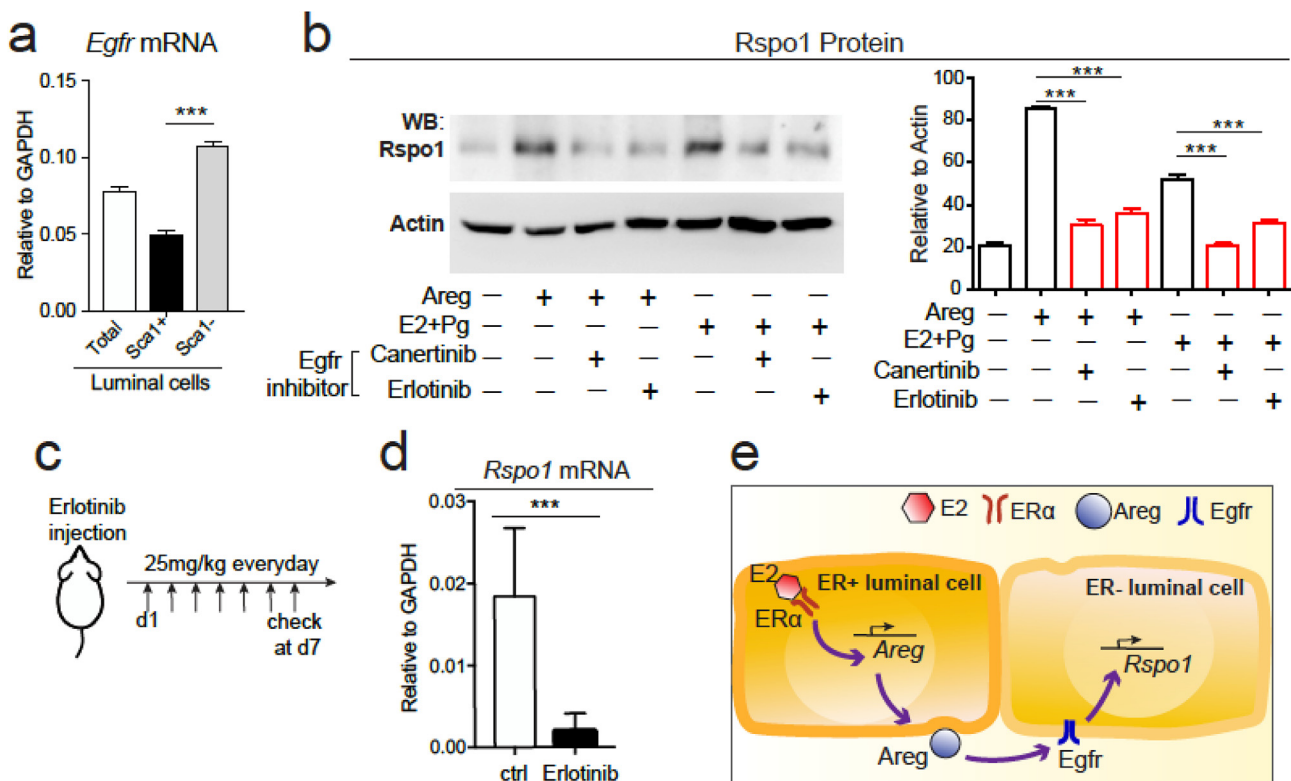 a
Egfr mRNA
Relative to GAPDH
0.15
0.10
0.05
0.00
***
Total
Sca1+
Sca1-
Luminal cells
b
Rspo1 Protein
WB:
Rspo1
Actin
Areg — + + + — — —
E2+Pg — — — — + + +
Egfr inhibitor
Canertinib — — + — — + —
Erlotinib — — — + — — +
Relative to Actin
100
80
60
40
20
0
***
***
***
***
Areg — + + + — — —
E2+Pg — — — — + + +
Canertinib — — + — — + —
Erlotinib — — — + — — +
c
Erlotinib
injection
25mg/kg everyday
d1
check
at d7
d
Rspo1 mRNA
Relative to GAPDH
0.03
0.02
0.01
0.00
***
ctrl
Erlotinib
e
E2
ERα
Areg
Egfr
E2
ERα
ER+ luminal cell
Areg
Areg
ER- luminal cell
Rspo1
Egfr